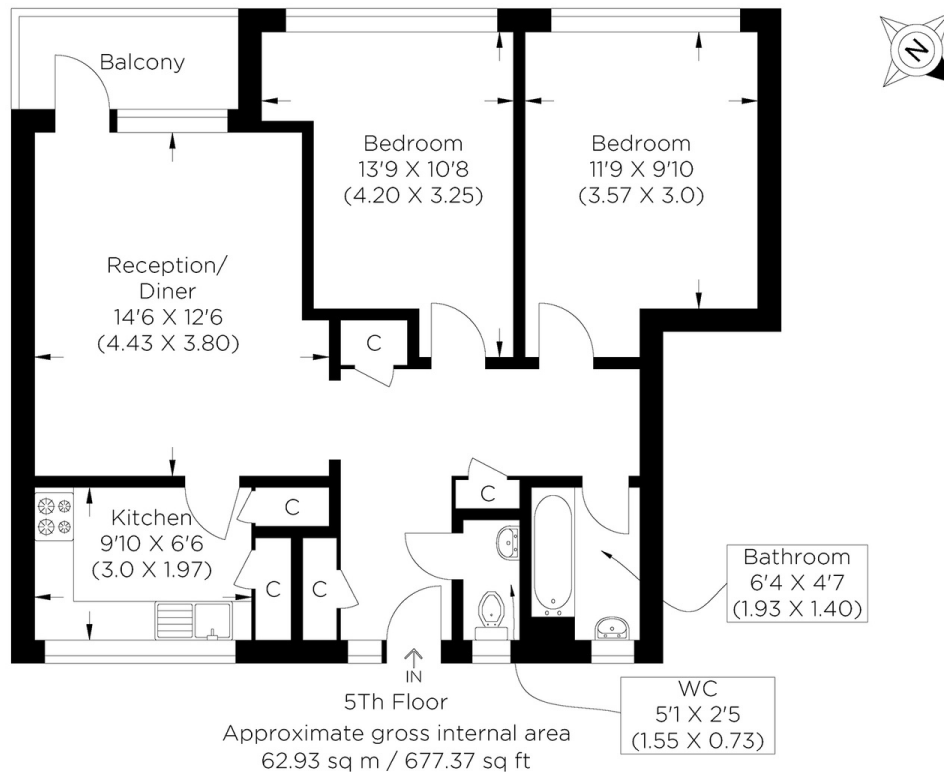 Balcony
N
Bedroom
13'9 X 10'8
(4.20 X 3.25)
Bedroom
11'9 X 9'10
(3.57 X 3.0)
Reception/
Diner
14'6 X 12'6
(4.43 X 3.80)
C
Kitchen
9'10 X 6'6
(3.0 X 1.97)
C
C
C
C
Bathroom
6'4 X 4'7
(1.93 X 1.40)
IN
WC
5'1 X 2'5
(1.55 X 0.73)
5Th Floor
Approximate gross internal area
62.93 sq m / 677.37 sq ft